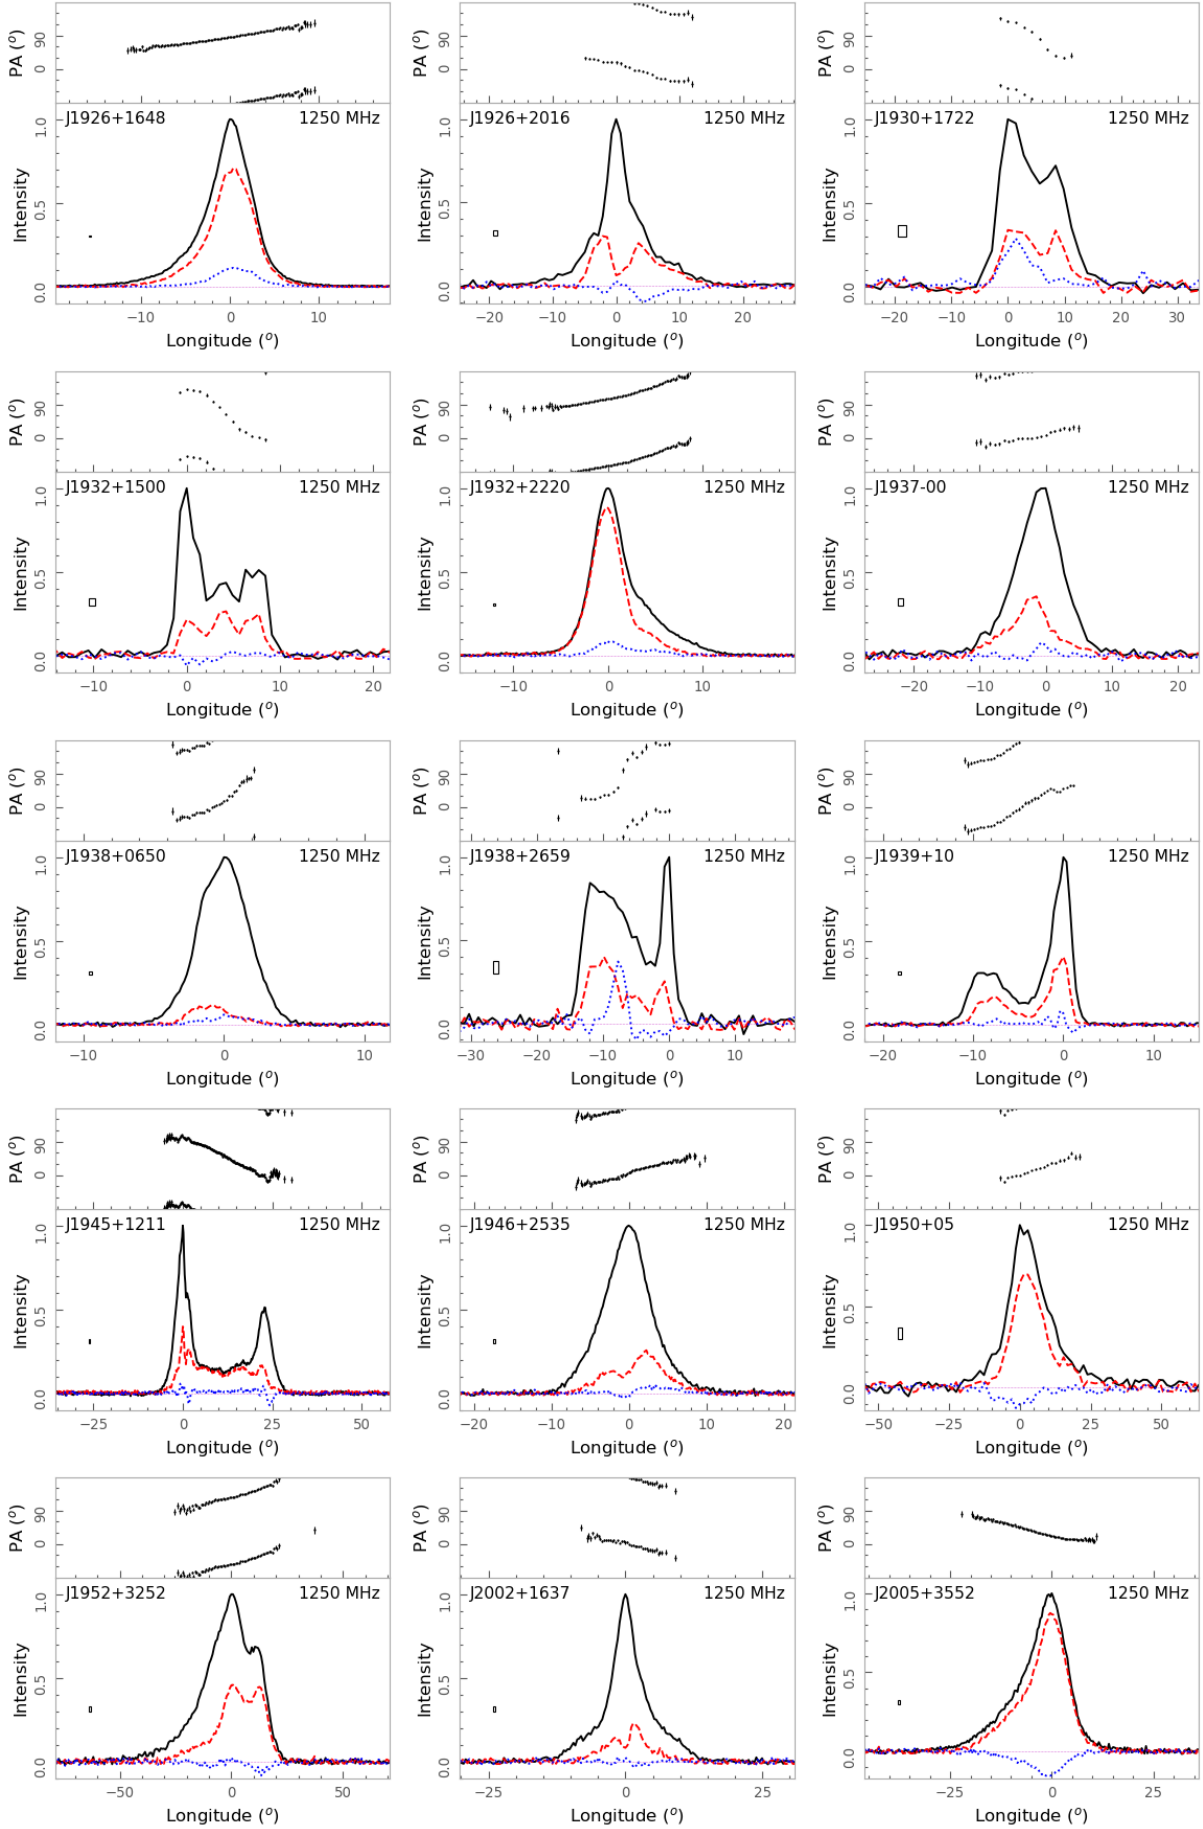 PA (°) 90 0
PA (°) 90 0
PA (°) 90 0
J1926+1648 1250 MHz
J1926+2016 1250 MHz
J1930+1722 1250 MHz
Intensity 1.0 0.5 0.0
Intensity 1.0 0.5 0.0
Intensity 1.0 0.5 0.0
−10 0 10
−20 −10 0 10 20
−20 −10 0 10 20 30
Longitude (°)
Longitude (°)
Longitude (°)
PA (°) 90 0
PA (°) 90 0
PA (°) 90 0
J1932+1500 1250 MHz
J1932+2220 1250 MHz
J1937-00 1250 MHz
Intensity 1.0 0.5 0.0
Intensity 1.0 0.5 0.0
Intensity 1.0 0.5 0.0
−10 0 10 20
−10 0 10
−20 −10 0 10 20
Longitude (°)
Longitude (°)
Longitude (°)
PA (°) 90 0
PA (°) 90 0
PA (°) 90 0
J1938+0650 1250 MHz
J1938+2659 1250 MHz
J1939+10 1250 MHz
Intensity 1.0 0.5 0.0
Intensity 1.0 0.5 0.0
Intensity 1.0 0.5 0.0
−10 0 10
−30 −20 −10 0 10
−20 −10 0 10
Longitude (°)
Longitude (°)
Longitude (°)
PA (°) 90 0
PA (°) 90 0
PA (°) 90 0
J1945+1211 1250 MHz
J1946+2535 1250 MHz
J1950+05 1250 MHz
Intensity 1.0 0.5 0.0
Intensity 1.0 0.5 0.0
Intensity 1.0 0.5 0.0
−25 0 25 50
−20 −10 0 10 20
−50 −25 0 25 50
Longitude (°)
Longitude (°)
Longitude (°)
PA (°) 90 0
PA (°) 90 0
PA (°) 90 0
J1952+3252 1250 MHz
J2002+1637 1250 MHz
J2005+3552 1250 MHz
Intensity 1.0 0.5 0.0
Intensity 1.0 0.5 0.0
Intensity 1.0 0.5 0.0
−50 0 50
−25 0 25
−25 0 25
Longitude (°)
Longitude (°)
Longitude (°)